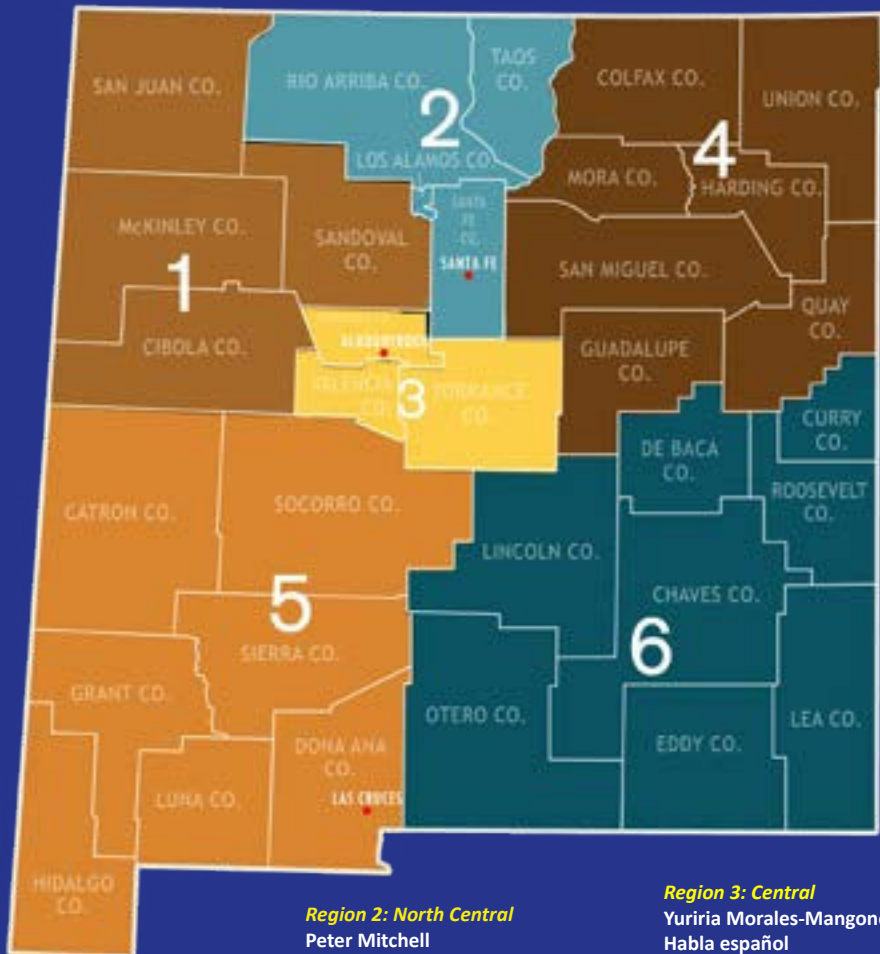 SAN JUAN CO.
RIO ARRIBA CO.
TAOS
CO.
COLFAX CO.
UNION CO.
2
4
LOS ALAMOS CO.
MORA CO.
HARDING CO.
McKINLEY CO.
SANDOVAL
CO.
SANTA
FE
CO.
SANTA FE
SAN MIGUEL CO.
1
QUAY
CO.
CIBOLA CO.
ALBUQUERQUE
GUADALUPE
CO.
VALENCIA
CO.
3
TORRANCE
CO.
CURRY
CO.
DE BACA
CO.
ROOSEVELT
CO.
CATRON CO.
SOCORRO CO.
LINCOLN CO.
CHAVES CO.
5
6
SIERRA CO.
GRANT CO.
OTERO CO.
LEA CO.
DONA ANA
CO.
EDDY CO.
LUNA CO.
LAS CRUCES
HIDALGO
CO.
Region 2: North Central
Peter Mitchell
Region 3: Central
Yuriria
Habla español